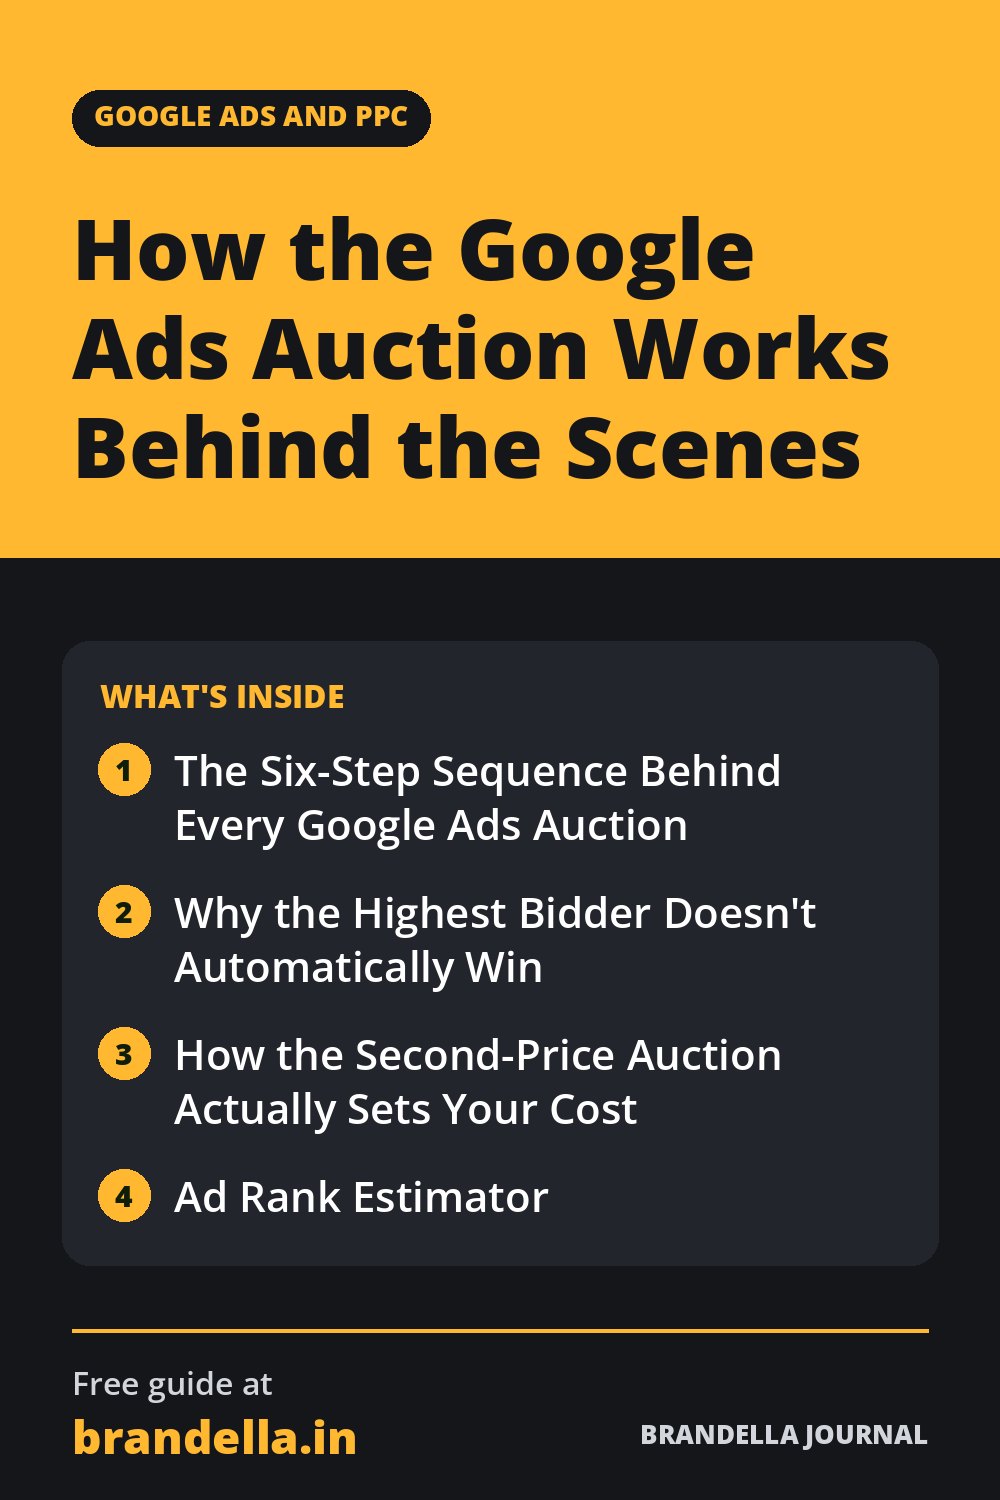 GOOGLE ADS AND PPC
How the Google
Ads Auction Works
Behind the Scenes
WHAT'S INSIDE
1 The Six-Step Sequence Behind
Every Google Ads Auction
2 Why the Highest Bidder Doesn't
Automatically Win
3 How the Second-Price Auction
Actually Sets Your Cost
4 Ad Rank Estimator
Free guide at
brandella.in
BRANDELLA JOURNAL